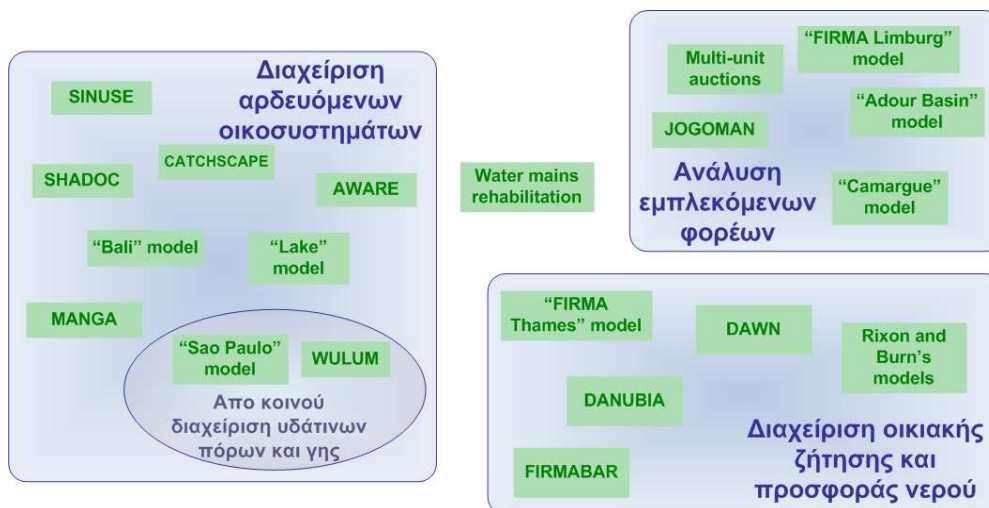 Διαχείριση
αρδευόμενων
οικοσυστημάτων
SINUSE
CATCHSCAPE
SHADOC
AWARE
“Bali” model
“Lake”
model
MANGA
“Sao Paulo”
model
WULUM
Απο κοινού
διαχείριση υδάτινων
πόρων και γης
Water mains
rehabilitation
Multi-unit
auctions
“FIRMA Limburg”
model
“Adour Basin”
model
JOGOMAN
Ανάλυση
εμπλεκόμενων
φορέων
“Camargue”
model
“FIRMA
Thames” model
DAWN
Rixon and
Burn's
models
DANUBIA
FIRMABAR
Διαχείριση οικιακής
ζήτησης και
προσφοράς νερού